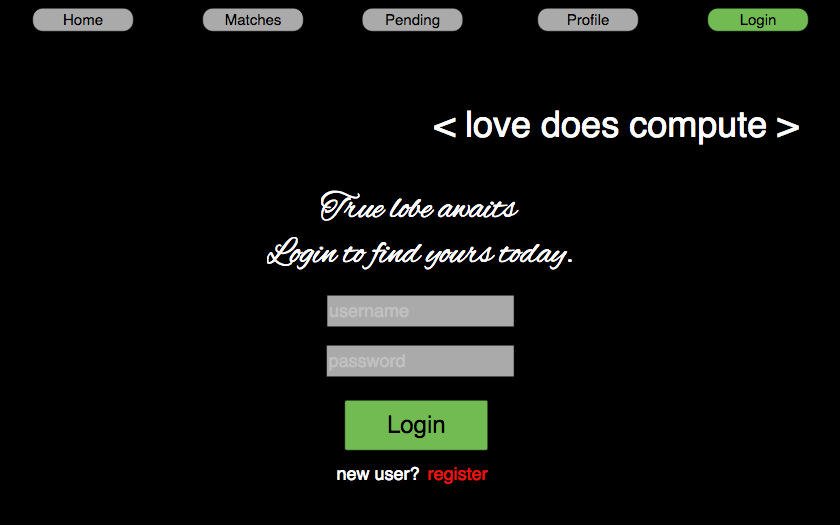 Home Matches Pending Profile Login
< love does compute >
True lobe awaits
Login to find yours today.
username
password
Login
new user? register